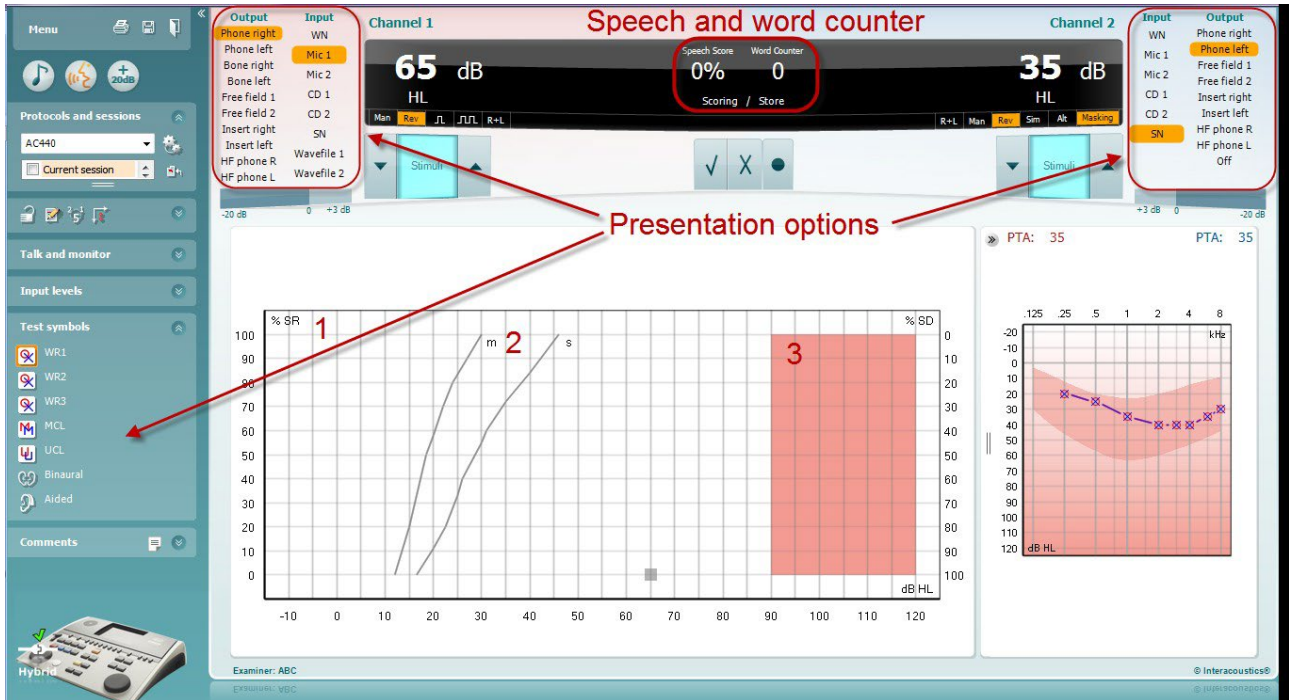 Menu
+
20dB
Protocols and sessions
AC440
Current session
Talk and monitor
Input levels
Test symbols
WR1
WR2
WR3
MCL
UCL
Binaural
Aided
Comments
Hybrid
Output Input
Phone right WN
Phone left Mic 1
Bone right Mic 2
Bone left CD 1
Free field 1 CD 2
Free field 2 SN
Insert right Wavefile 1
Insert left Wavefile 2
HF phone R
HF phone L
Channel 1
Speech and word counter
Channel 2
65 dB
HL
Man Rev R+L
Speech Score Word Counter
0% 0
Scoring / Store
35 dB
HL
R+L Man Rev Sim Alt Masking
Input Output
WN Phone right
Mic 1 Phone left
Mic 2 Free field 1
CD 1 Free field 2
CD 2 Insert right
SN Insert left
HF phone R
HF phone L
Off
Stimuli
Stimuli
-20 dB 0 +3 dB
+3 dB 0 -20 dB
Presentation options
% SR 1
m 2 s
3
% SD
100 0
90 10
80 20
70 30
60 40
50 50
40 60
30 70
20 80
10 90
0 100
dB HL
-10 0 10 20 30 40 50 60 70 80 90 100 110 120
PTA: 35
PTA: 35
.125 .25 .5 1 2 4 8
kHz
-20
-10
0
10
20
30
40
50
60
70
80
90
100
110
120
dB HL
Examiner: ABC
© Interacoustics®